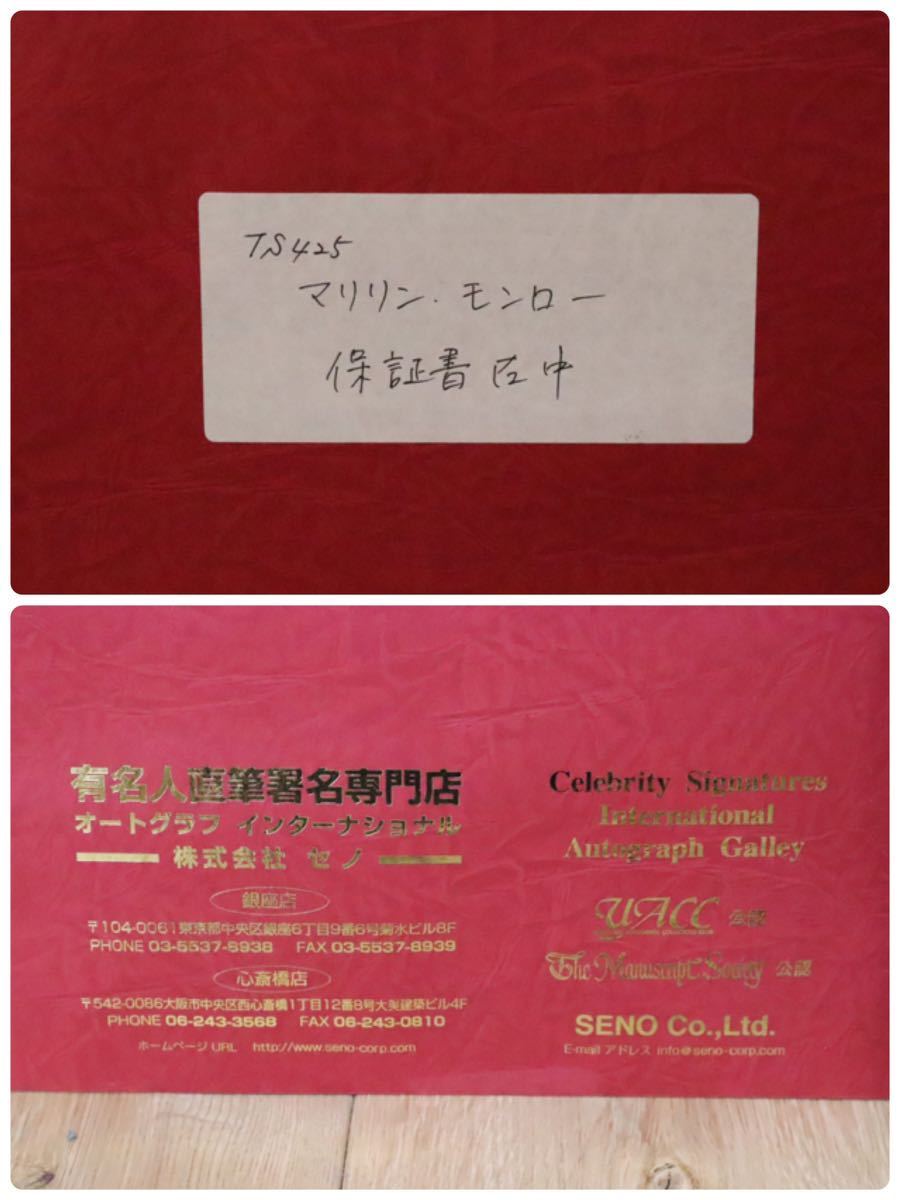 TS425
マリリン・モンロー
保証書在中
有名人直筆署名専門店
オートグラフ インターナショナル
株式会社 セノ
銀座店
〒104-0061東京都中央区銀座6丁目9番6号菊水ビル8F
PHONE 03-5537-8938 FAX 03-5537-8939
心斎橋店
〒542-0086大阪市中央区西心斎橋1丁目12番8号大美建築ビル4F
PHONE 06-243-3568 FAX 06-243-0810
ホームページURL http://www.seno-corp.com
Celebrity Signatures
International
Autograph Galley
UACC 公認
The Manuscript Society 公認
SENO Co.,Ltd.
E-mail アドレス info@seno-corp.com